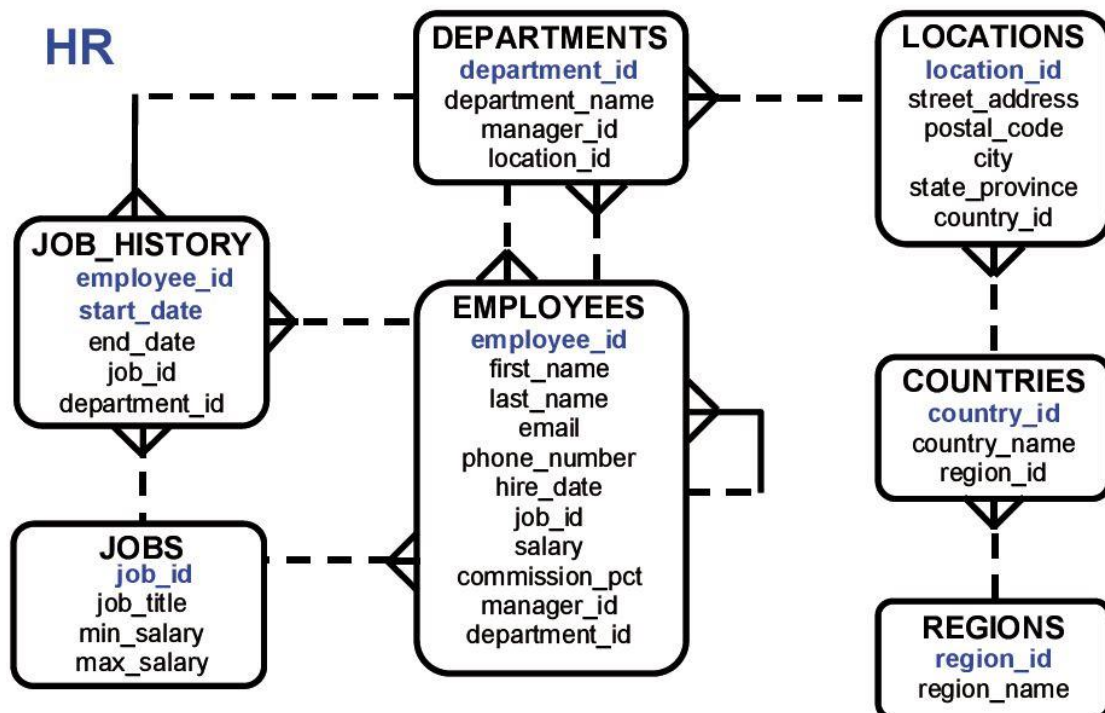 HR
DEPARTMENTS
department_id
department_name
manager_id
location_id
LOCATIONS
location_id
street_address
postal_code
city
state_province
country_id
JOB_HISTORY
employee_id
start_date
end_date
job_id
department_id
EMPLOYEES
employee_id
first_name
last_name
email
phone_number
hire_date
job_id
salary
commission_pct
manager_id
department_id
COUNTRIES
country_id
country_name
region_id
JOBS
job_id
job_title
min_salary
max_salary
REGIONS
region_id
region_name